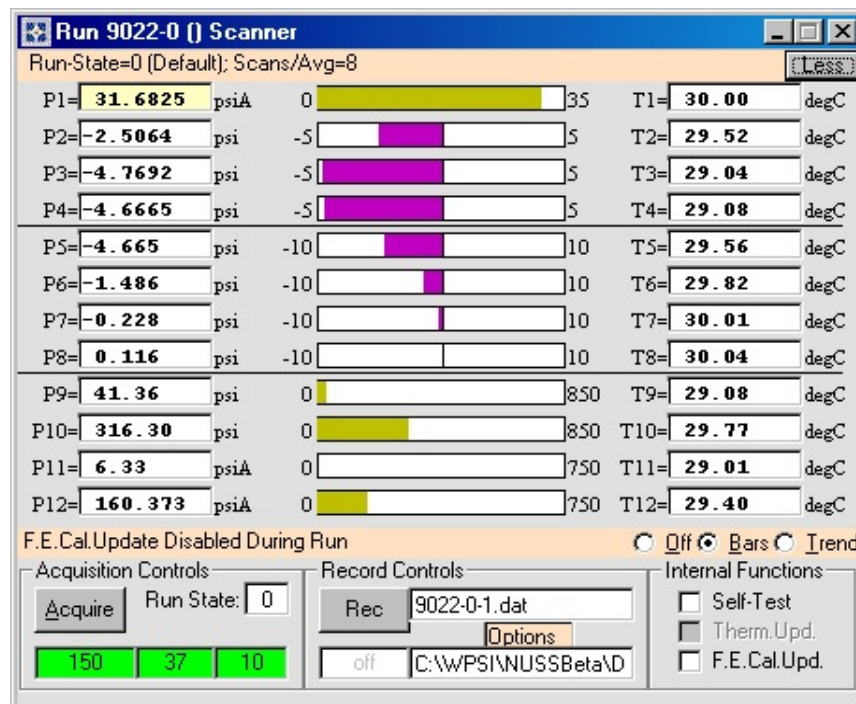 Run 9022-0 () Scanner
Run-State=0 (Default); Scans/Avg=8 Less
P1= 31.6825 psiA 0 35 T1= 30.00 degC
P2= -2.5064 psi -5 5 T2= 29.52 degC
P3= -4.7692 psi -5 5 T3= 29.04 degC
P4= -4.6665 psi -5 5 T4= 29.08 degC
P5= -4.665 psi -10 10 T5= 29.56 degC
P6= -1.486 psi -10 10 T6= 29.82 degC
P7= -0.228 psi -10 10 T7= 30.01 degC
P8= 0.116 psi -10 10 T8= 30.04 degC
P9= 41.36 psi 0 850 T9= 29.08 degC
P10= 316.30 psi 0 850 T10= 29.77 degC
P11= 6.33 psiA 0 750 T11= 29.01 degC
P12= 160.373 psiA 0 750 T12= 29.40 degC
F.E.Cal.Update Disabled During Run Off Bars Trend
Acquisition Controls Record Controls Internal Functions
Acquire Run State: 0 Rec 9022-0-1.dat Self-Test
Options Therm.Upd.
150 37 10 off C:\WPSI\NUSSBeta\D F.E.Cal.Upd.